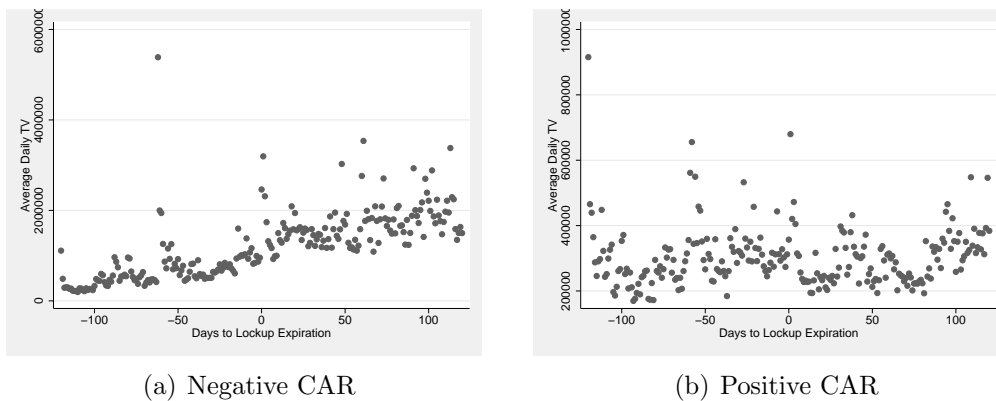 Average Daily TV
6000000
4000000
2000000
0
−100 −50 0 50 100
Days to Lockup Expiration
(a) Negative CAR
Average Daily TV
1000000
800000
600000
400000
200000
−100 −50 0 50 100
Days to Lockup Expiration
(b) Positive CAR